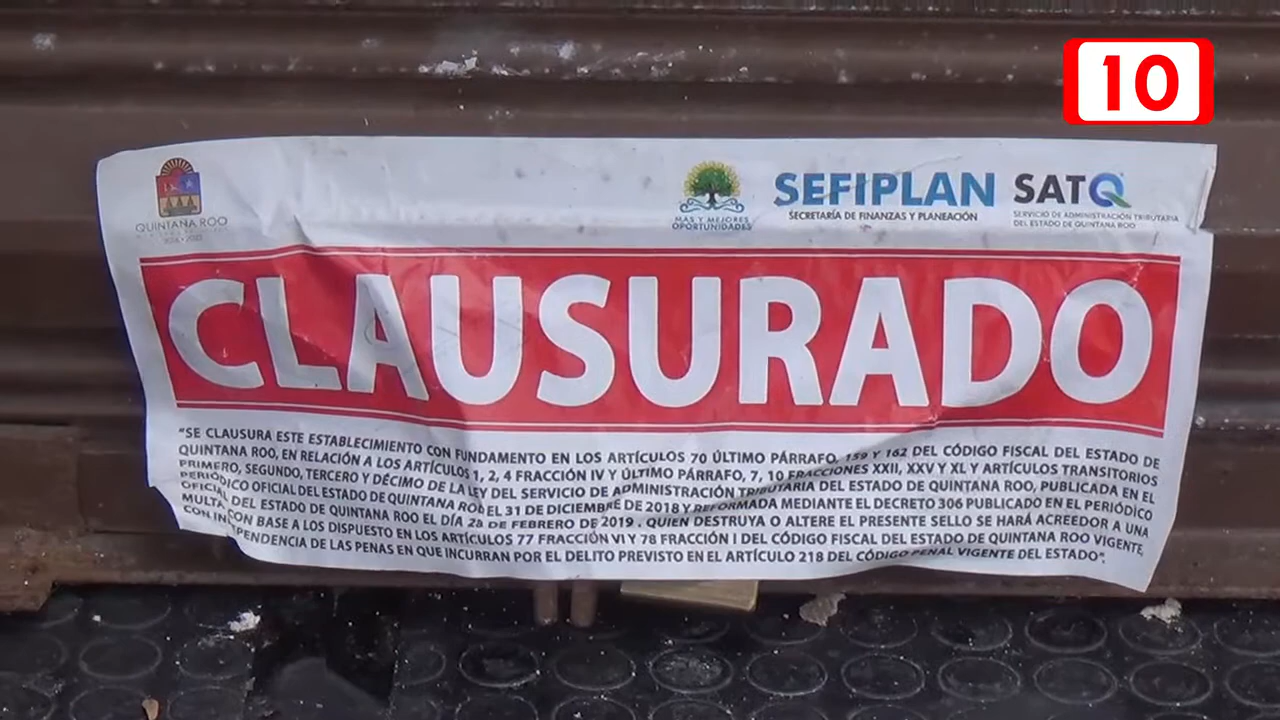 10
QUINTANA ROO
MÁS Y MEJORES
OPORTUNIDADES
SEFIPLAN
SECRETARÍA DE FINANZAS Y PLANEACIÓN
SATQ
SERVICIO DE ADMINISTRACIÓN TRIBUTARIA
DEL ESTADO DE QUINTANA ROO
CLAUSURADO
"SE CLAUSURA ESTE ESTABLECIMIENTO CON FUNDAMENTO EN LOS ARTÍCULOS 70 ÚLTIMO PÁRRAFO, 159 Y 162 DEL CÓDIGO FISCAL DEL ESTADO DE
QUINTANA ROO, EN RELACIÓN A LOS ARTÍCULOS 1, 2, 4 FRACCIÓN IV Y ÚLTIMO PÁRRAFO, 7, 10 FRACCIONES XXII, XXV Y XL Y ARTÍCULOS TRANSITORIOS
PRIMERO, SEGUNDO, TERCERO Y DÉCIMO DE LA LEY DEL SERVICIO DE ADMINISTRACIÓN TRIBUTARIA DEL ESTADO DE QUINTANA ROO, PUBLICADA EN EL
PERIÓDICO OFICIAL DEL ESTADO DE QUINTANA ROO EL 31 DE DICIEMBRE DE 2018 Y REFORMADA MEDIANTE EL DECRETO 306 PUBLICADO EN EL PERIÓDICO
OFICIAL DEL ESTADO DE QUINTANA ROO EL DÍA 28 DE FEBRERO DE 2019. QUIEN DESTRUYA O ALTERE EL PRESENTE SELLO SE HARÁ ACREEDOR A UNA
MULTA, CON BASE A LOS DISPUESTO EN LOS ARTÍCULOS 77 FRACCIÓN VI Y 78 FRACCIÓN I DEL CÓDIGO FISCAL DEL ESTADO DE QUINTANA ROO VIGENTE,
CON PENDENCIA DE LAS PENAS EN QUE INCURRAN POR EL DELITO PREVISTO EN EL ARTÍCULO 218 DEL CÓDIGO PENAL VIGENTE DEL ESTADO".